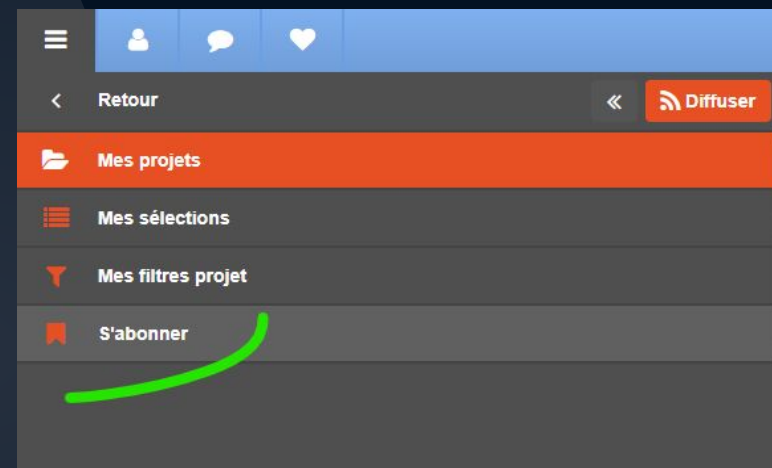 Retour Diffuser
Mes projets
Mes sélections
Mes filtres projet
S'abonner